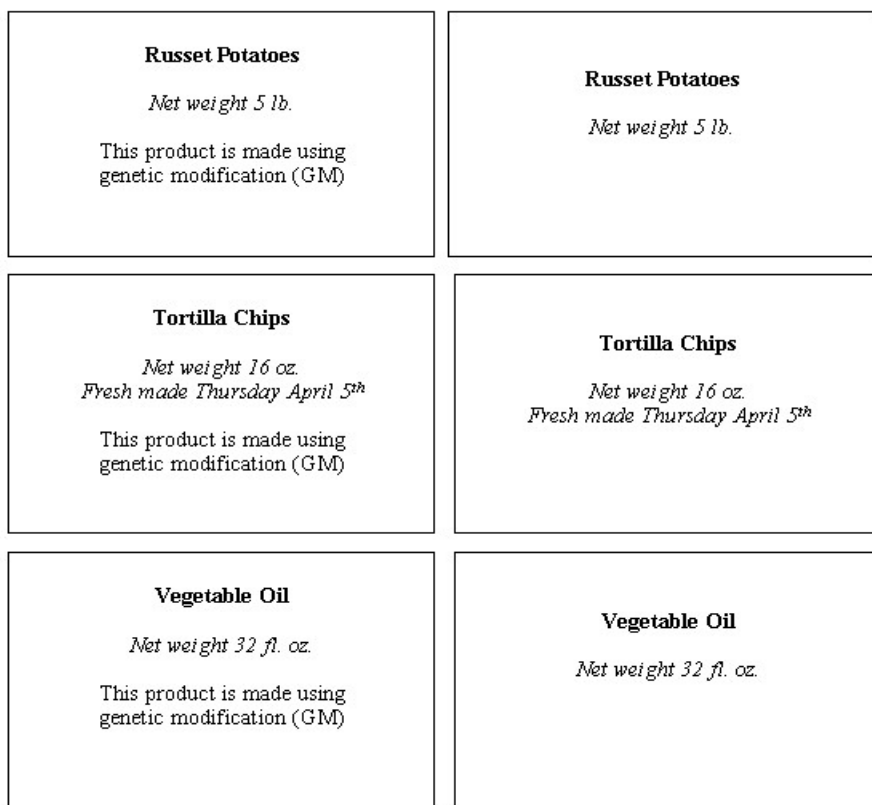 Russet Potatoes
Net weight 5 lb.
This product is made using
genetic modification (GM)
Russet Potatoes
Net weight 5 lb.
Tortilla Chips
Net weight 16 oz.
Fresh made Thursday April 5th
This product is made using
genetic modification (GM)
Tortilla Chips
Net weight 16 oz.
Fresh made Thursday April 5th
Vegetable Oil
Net weight 32 fl. oz.
This product is made using
genetic modification (GM)
Vegetable Oil
Net weight 32 fl. oz.